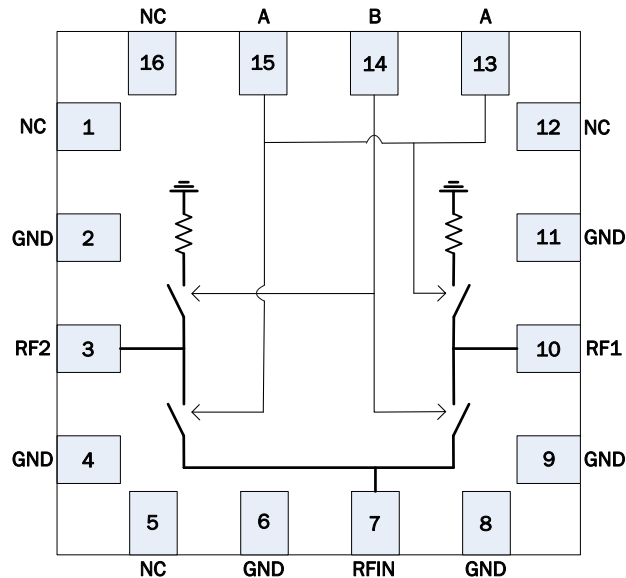 NC A B A
16 15 14 13
NC 1 12 NC
GND 2 11 GND
RF2 3 10 RF1
GND 4 9 GND
5 6 7 8
NC GND RFIN GND